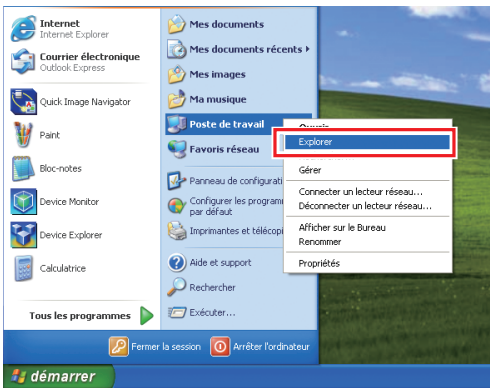 Internet
Internet Explorer
Courrier électronique
Outlook Express
Quick Image Navigator
Paint
Bloc-notes
Device Monitor
Device Explorer
Calculatrice
Tous les programmes
Mes documents
Mes documents récents
Mes images
Ma musique
Poste de travail
Favoris réseau
Panneau de configurati
Configurer les program
par défaut
Imprimantes et télécopi
Aide et support
Rechercher
Exécuter...
Ouvrir
Explorer
Gérer
Connecter un lecteur réseau...
Déconnecter un lecteur réseau...
Afficher sur le Bureau
Renommer
Propriétés
Fermer la session
Arrêter l'ordinateur
démarrer